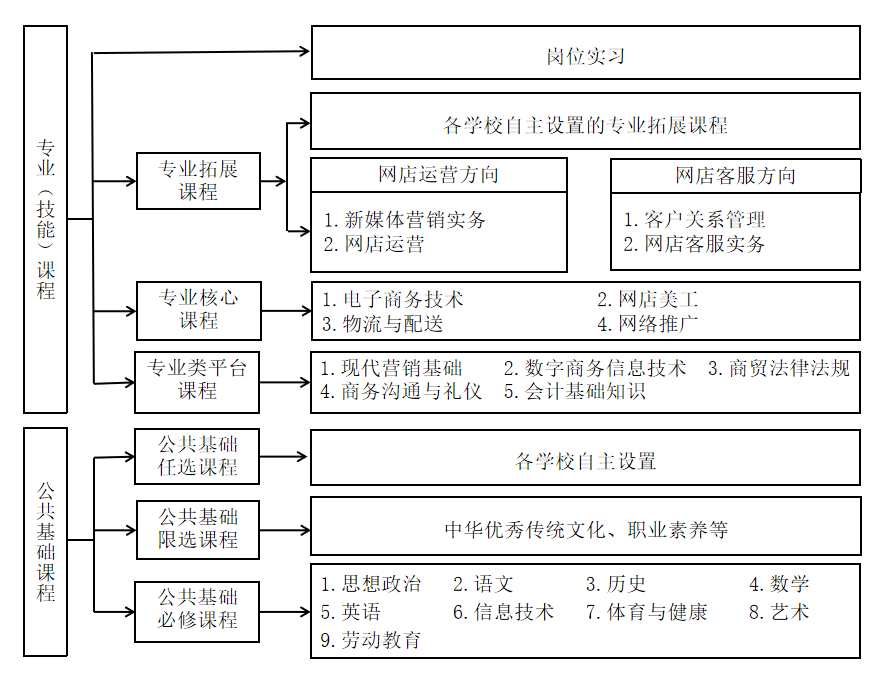 专业（技能）课程
岗位实习
专业拓展
课程
各学校自主设置的专业拓展课程
网店运营方向
1.新媒体营销实务
2.网店运营
网店客服方向
1.客户关系管理
2.网店客服实务
专业核心
课程
1.电子商务技术 2.网店美工
3.物流与配送 4.网络推广
专业类平台
课程
1.现代营销基础 2.数字商务信息技术 3.商贸法律法规
4.商务沟通与礼仪 5.会计基础知识
公共基础课程
公共基础
任选课程
各学校自主设置
公共基础
限选课程
中华优秀传统文化、职业素养等
公共基础
必修课程
1.思想政治 2.语文 3.历史 4.数学
5.英语 6.信息技术 7.体育与健康 8.艺术
9.劳动教育